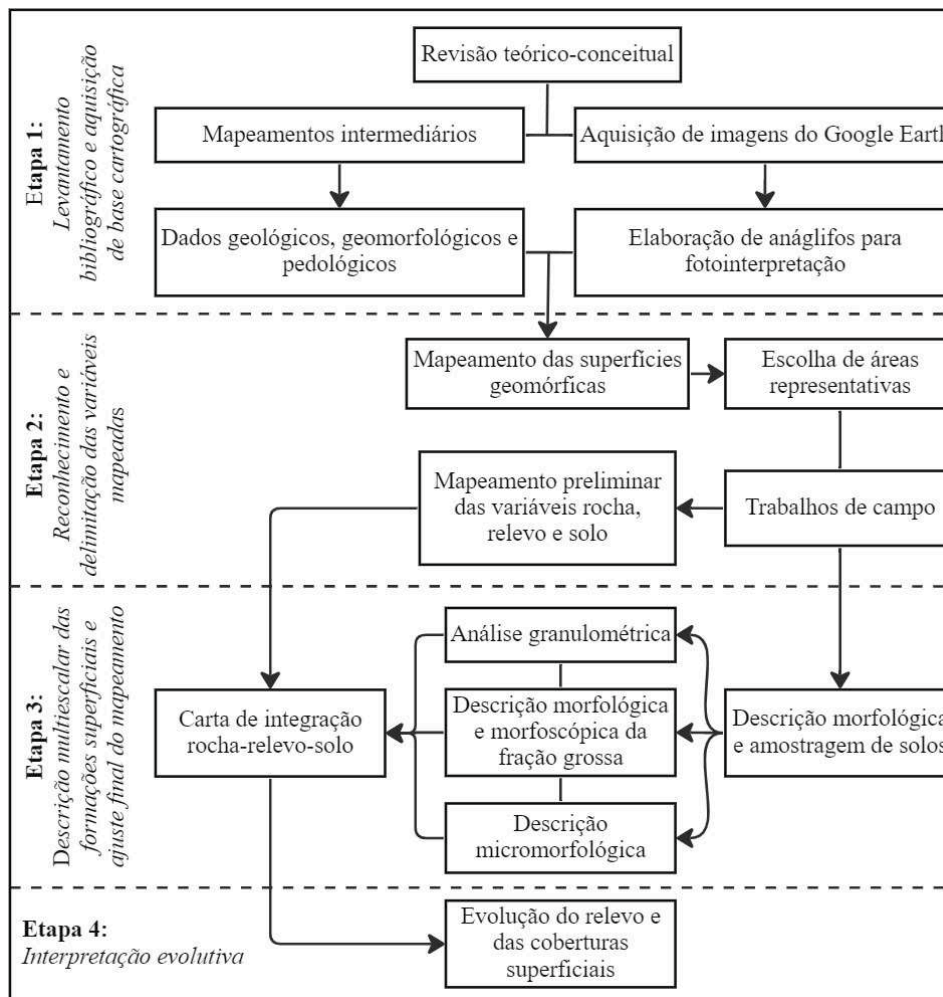 Etapa 1:
Levantamento
bibliográfico e aquisição
de base cartográfica
Revisão teórico-conceitual
Mapeamentos intermediários
Aquisição de imagens do Google Earth
Dados geológicos, geomorfológicos e
pedológicos
Elaboração de anáglifos para
fotointerpretação
Etapa 2:
Reconhecimento e
delimitação das variáveis
mapeadas
Mapeamento das superfícies
geomórficas
Escolha de áreas
representativas
Mapeamento preliminar
das variáveis rocha,
relevo e solo
Trabalhos de campo
Etapa 3:
Descrição multiescalar das
formações superficiais e
ajuste final do mapeamento
Análise granulométrica
Carta de integração
rocha-relevo-solo
Descrição morfológica
e morfoscópica da
fração grossa
Descrição morfológica
e amostragem de solos
Descrição
micromorfológica
Etapa 4:
Interpretação evolutiva
Evolução do relevo e
das coberturas
superficiais